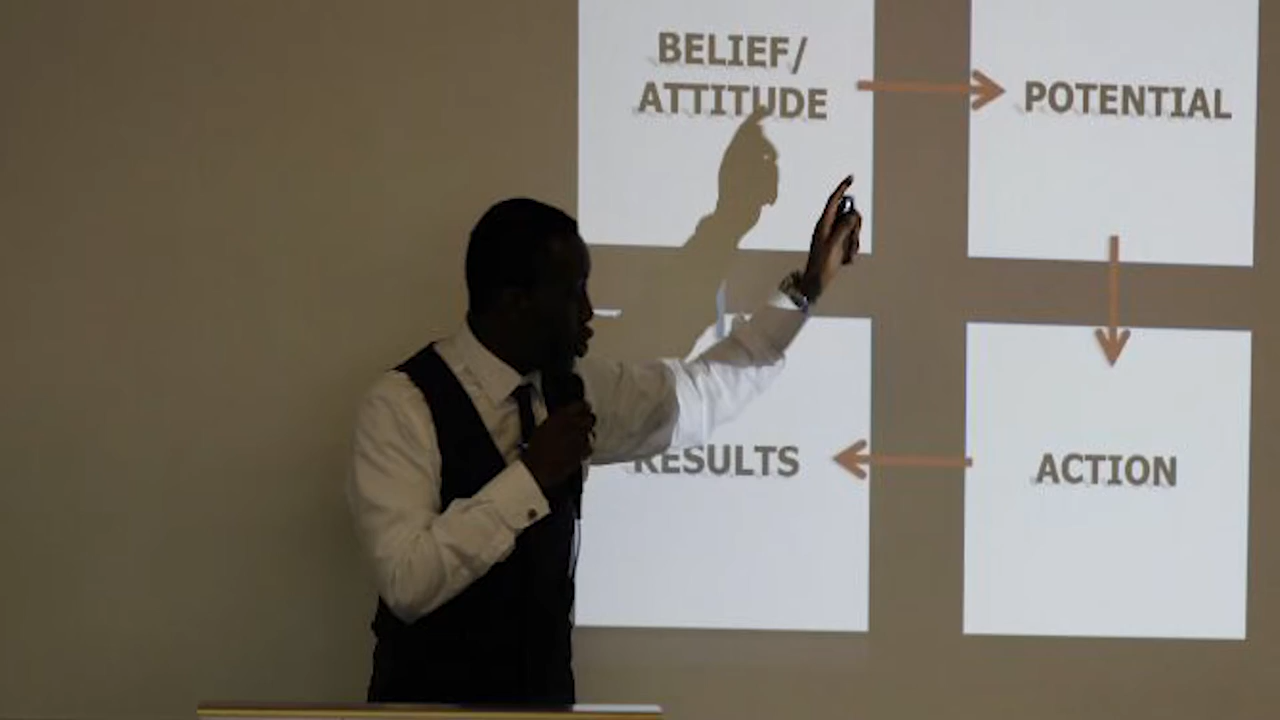 BELIEF/
ATTITUDE
POTENTIAL
RESULTS
ACTION